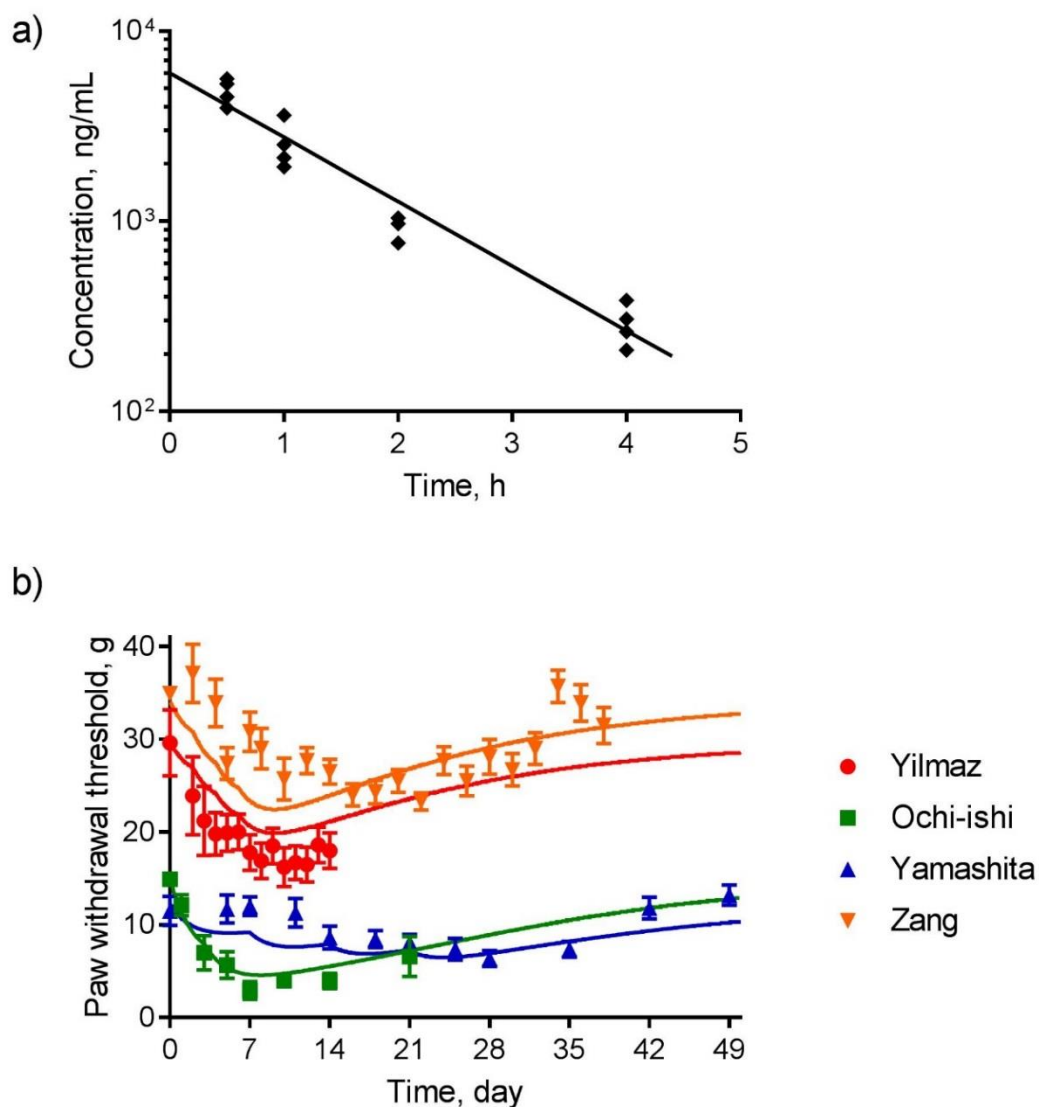 a)
10⁴
10³
10²
Concentration, ng/mL
0 1 2 3 4 5
Time, h
b)
40
30
20
10
0
Paw withdrawal threshold, g
0 7 14 21 28 35 42 49
Time, day
Yilmaz
Ochi-ishi
Yamashita
Zang